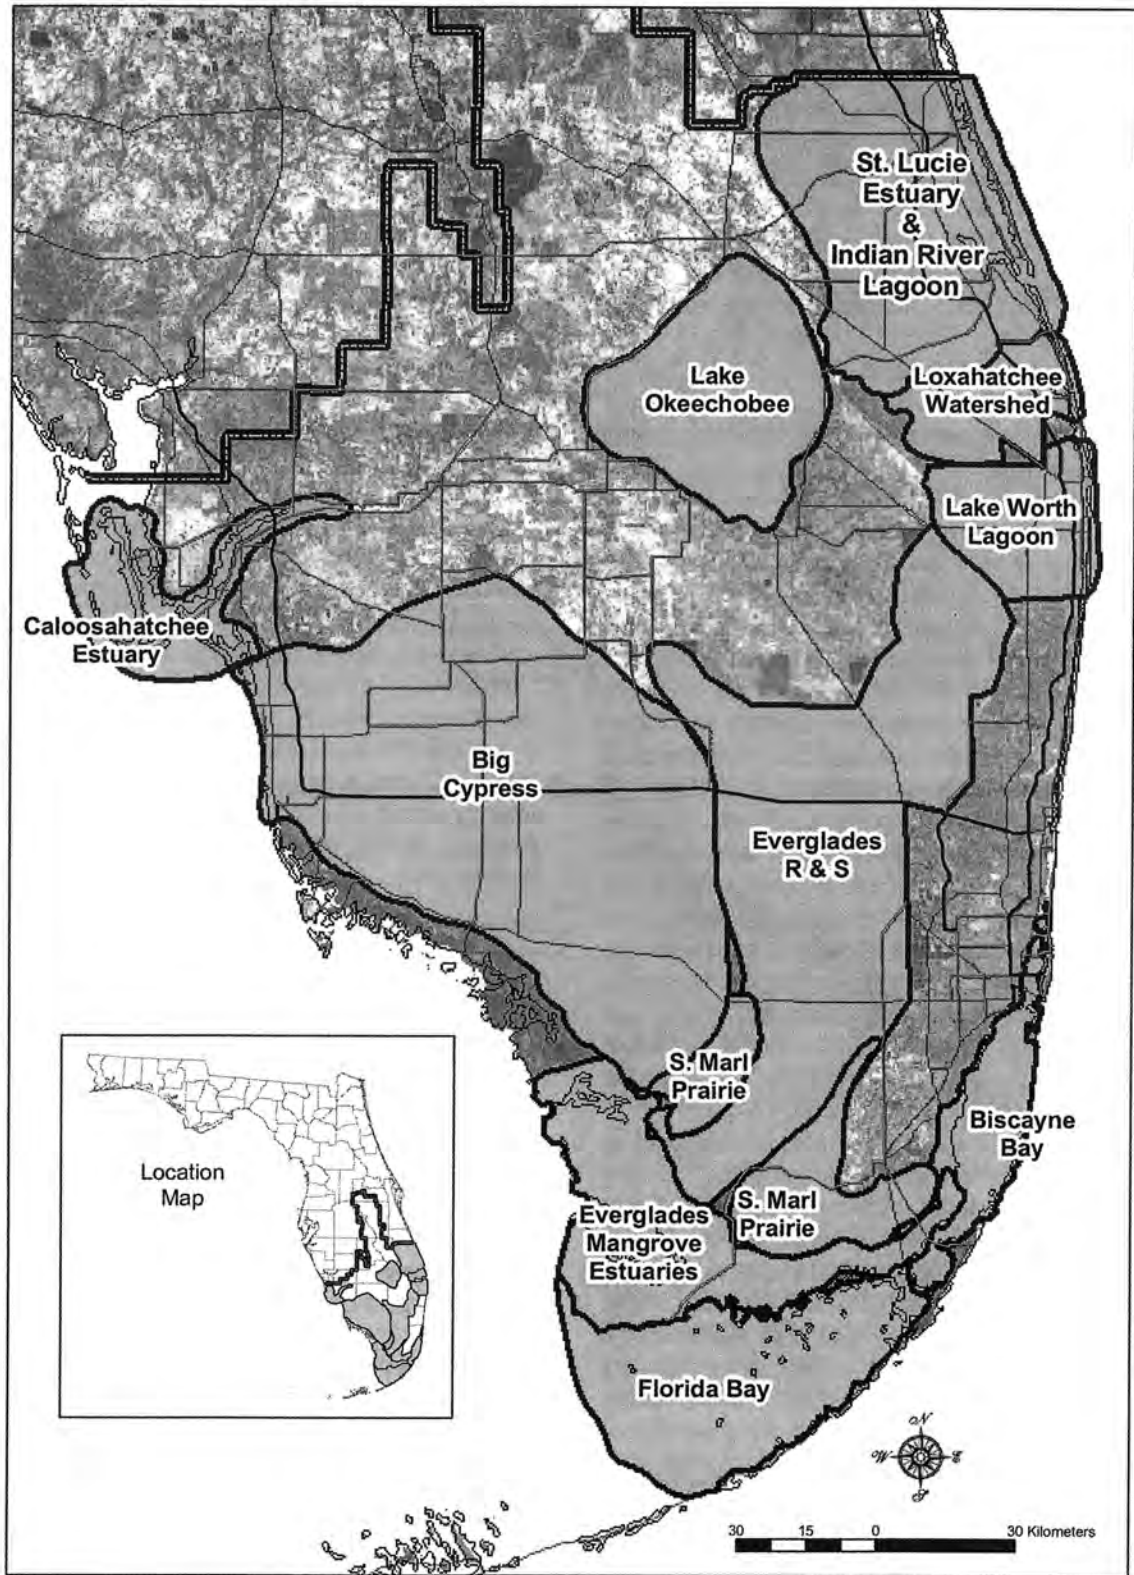 St. Lucie
Estuary
&
Indian River
Lagoon
Lake
Okeechobee
Loxahatchee
Watershed
Lake Worth
Lagoon
Caloosahatchee
Estuary
Big
Cypress
Everglades
R & S
S. Marl
Prairie
Biscayne
Bay
S. Marl
Prairie
Everglades
Mangrove
Estuaries
Florida Bay
Location
Map
N
S
30 15 0 30 Kilometers